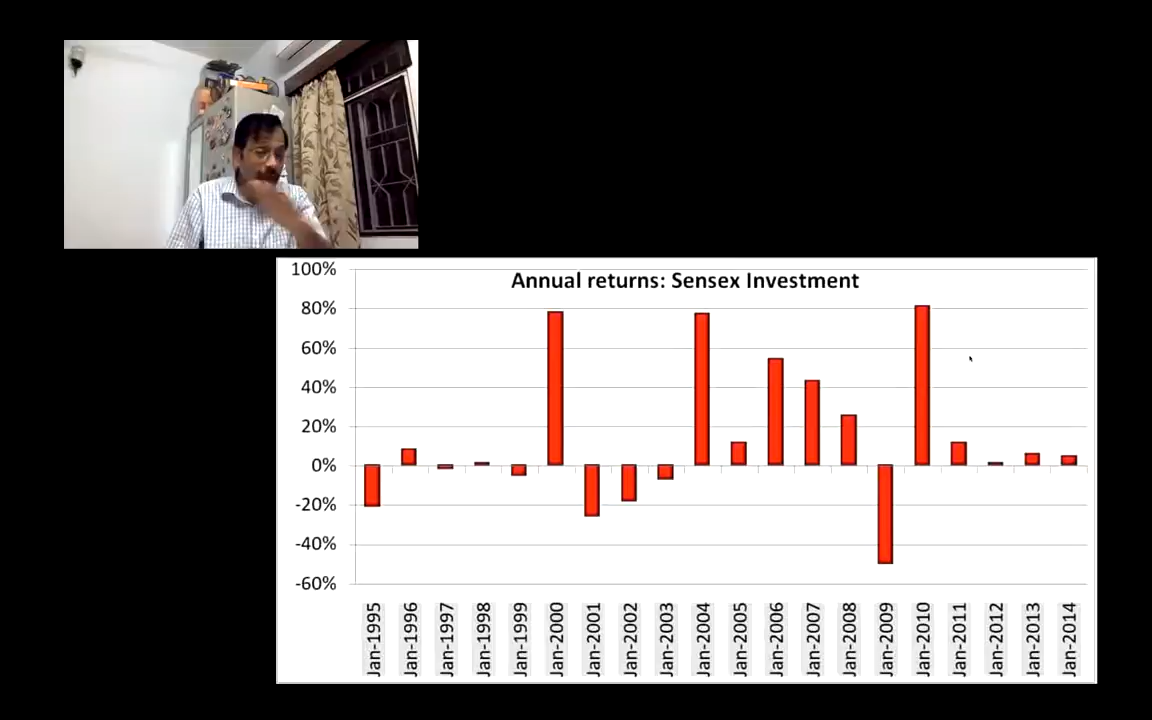 Annual returns: Sensex Investment
100%
80%
60%
40%
20%
0%
-20%
-40%
-60%
Jan-1995
Jan-1996
Jan-1997
Jan-1998
Jan-1999
Jan-2000
Jan-2001
Jan-2002
Jan-2003
Jan-2004
Jan-2005
Jan-2006
Jan-2007
Jan-2008
Jan-2009
Jan-2010
Jan-2011
Jan-2012
Jan-2013
Jan-2014